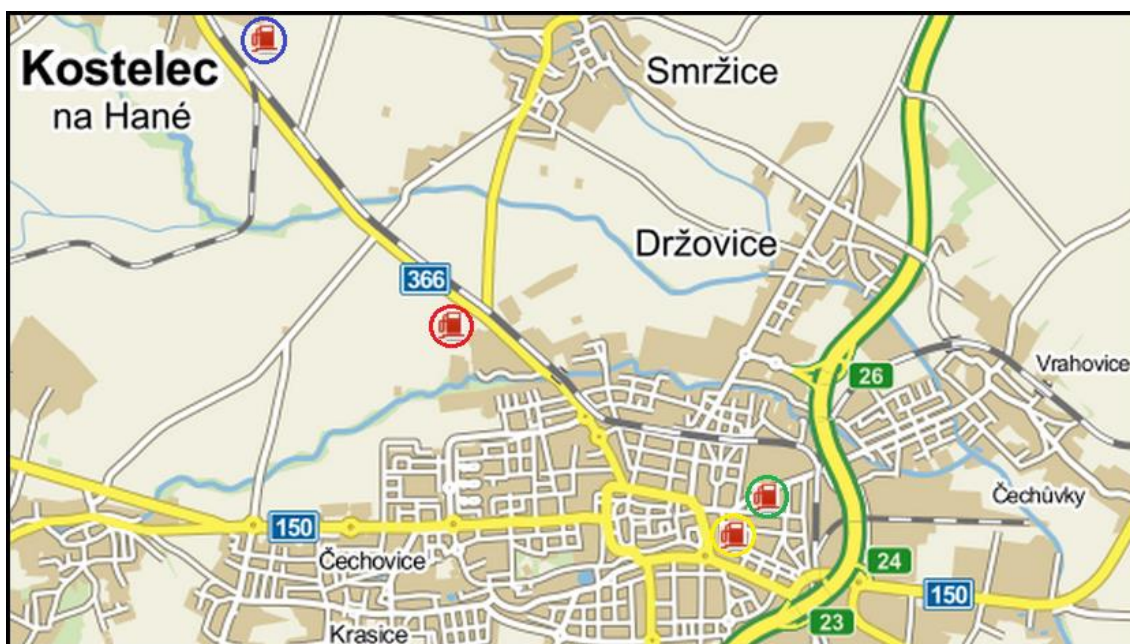 Kostelec
na Hané
Smržice
Držovice
366
26
Vrahovice
Čechůvky
150
Čechovice
24
150
23
Krasice